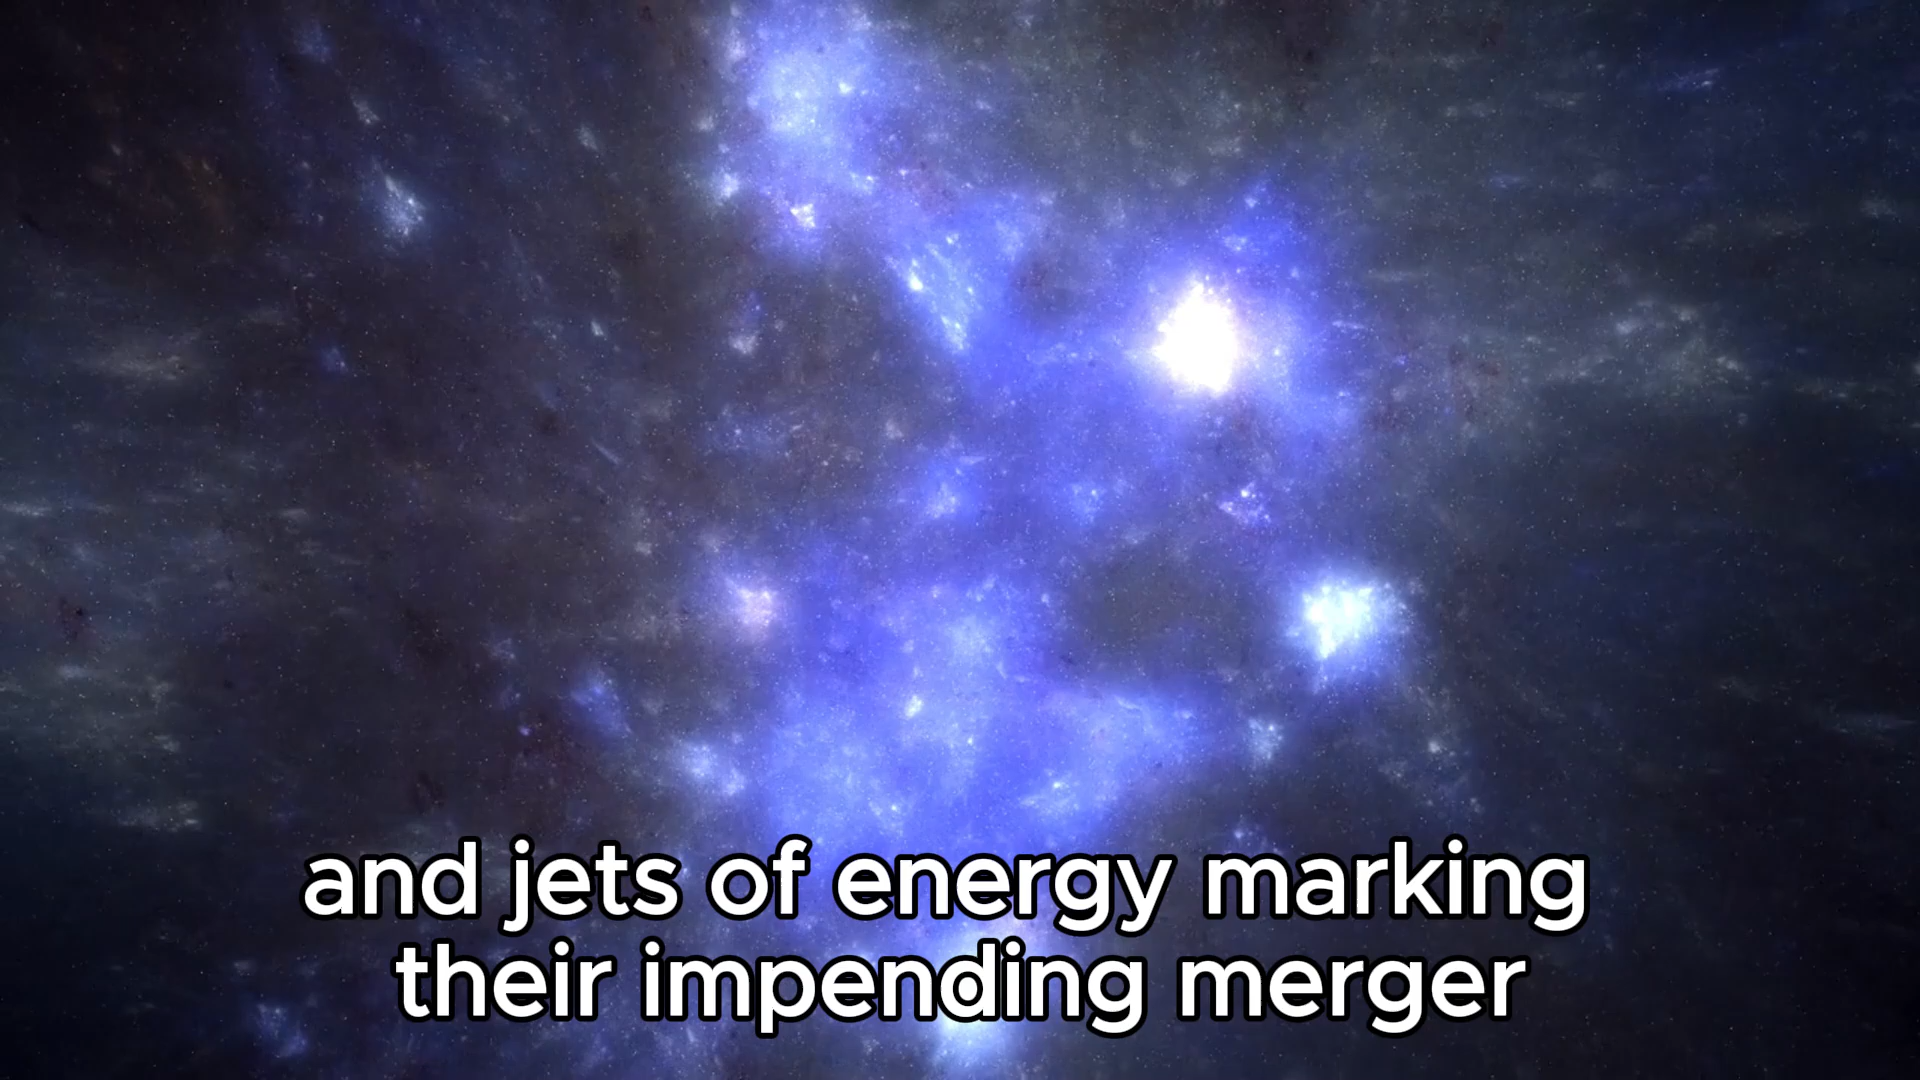 and jets of energy marking
their impending merger